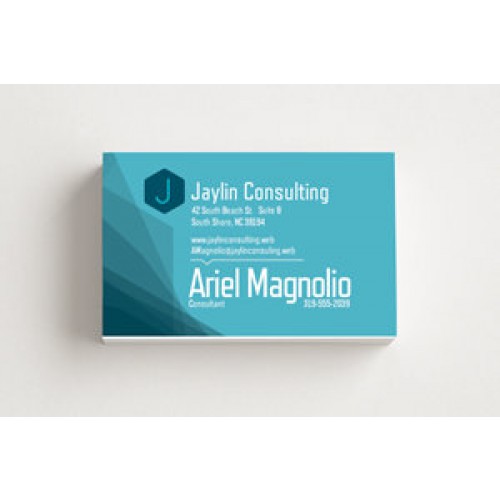 J
Jaylin Consulting
42 South Beach St. Suite B
South Shore, NC 39194
www.jaylinconsulting.web
AMagnolio@jaylinconsulting.web
Ariel Magnolio
Consultant 319-555-2039